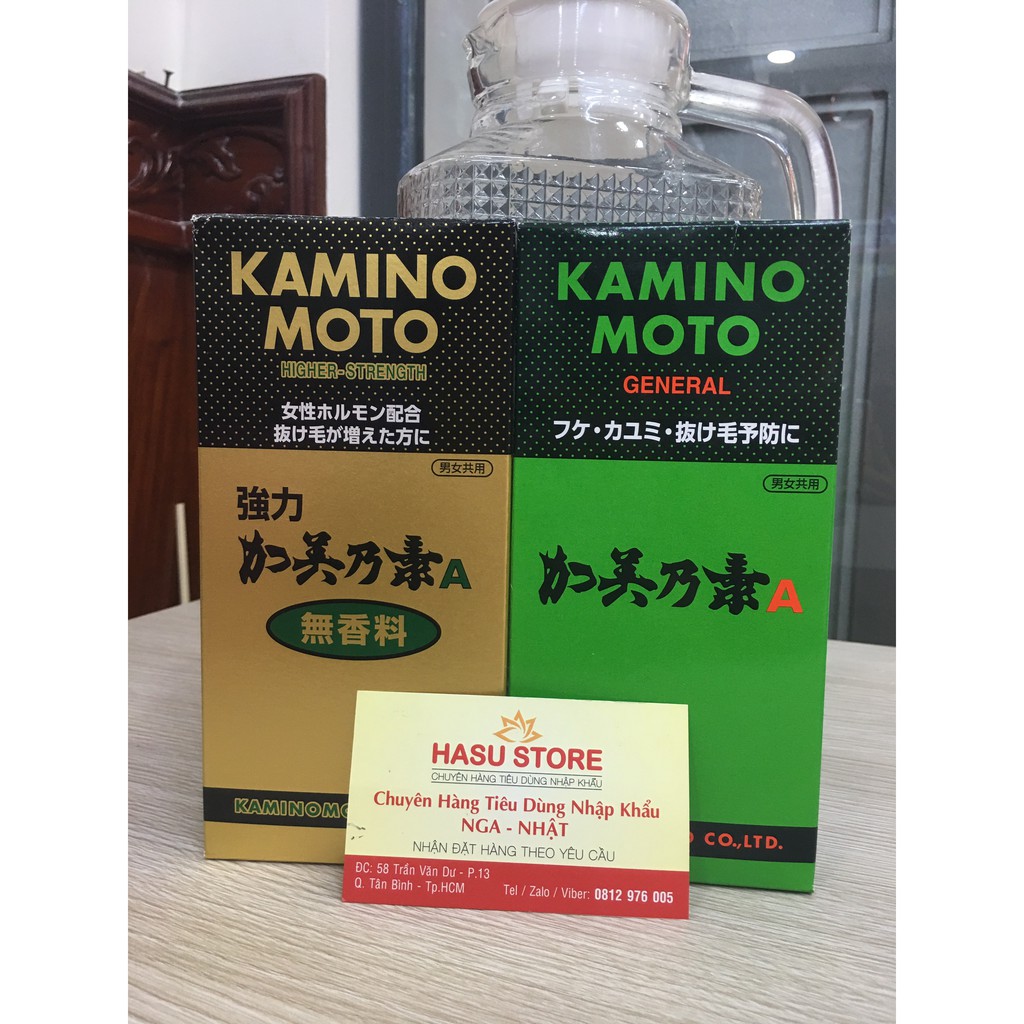 KAMINO
MOTO
HIGHER-STRENGTH
女性ホルモン配合
抜け毛が増えた方に
男女共用
強力
加美乃素A
無香料
KAMINOMO
KAMINO
MOTO
GENERAL
フケ・カユミ・抜け毛予防に
男女共用
加美乃素A
CO.,LTD.
HASU STORE
CHUYÊN HÀNG TIÊU DÙNG NHẬP KHẨU
Chuyên Hàng Tiêu Dùng Nhập Khẩu
NGA - NHẬT
NHẬN ĐẶT HÀNG THEO YÊU CẦU
ĐC: 58 Trần Văn Dư - P.13
Q. Tân Bình - Tp.HCM
Tel / Zalo / Viber: 0812 976 005